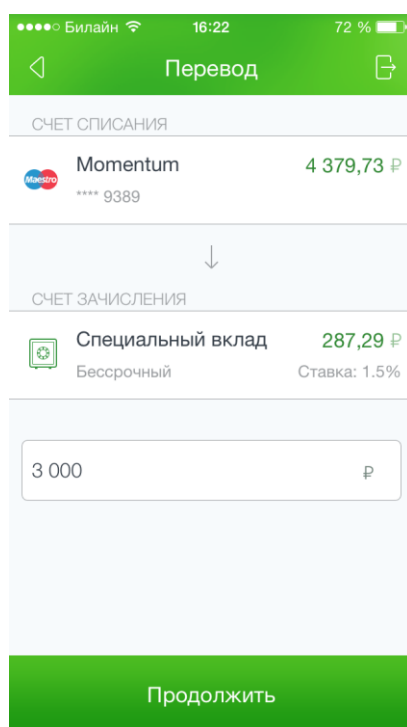 Билайн 16:22 72 %
Перевод
СЧЕТ СПИСАНИЯ
Momentum 4 379,73 ₽
Maestro
**** 9389
СЧЕТ ЗАЧИСЛЕНИЯ
Специальный вклад 287,29 ₽
Бессрочный Ставка: 1.5%
3 000 ₽
Продолжить